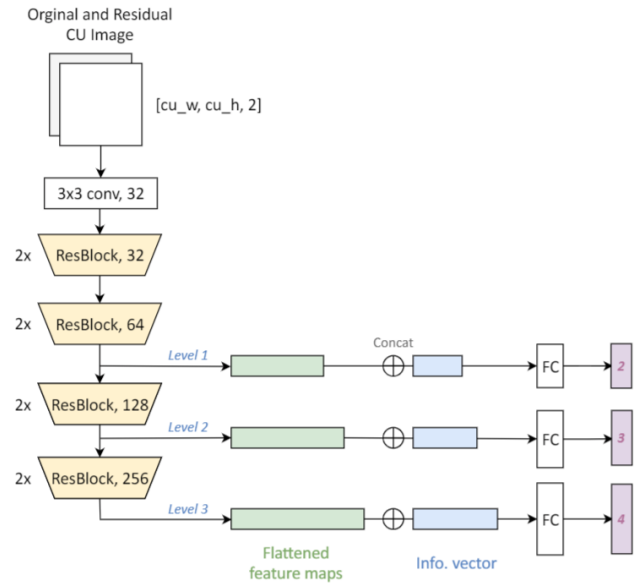 Orginal and Residual
CU Image
[cu_w, cu_h, 2]
3x3 conv, 32
2x ResBlock, 32
2x ResBlock, 64
Level 1
Concat
FC
2
2x ResBlock, 128
Level 2
FC
3
2x ResBlock, 256
Level 3
FC
4
Flattened
feature maps
Info. vector